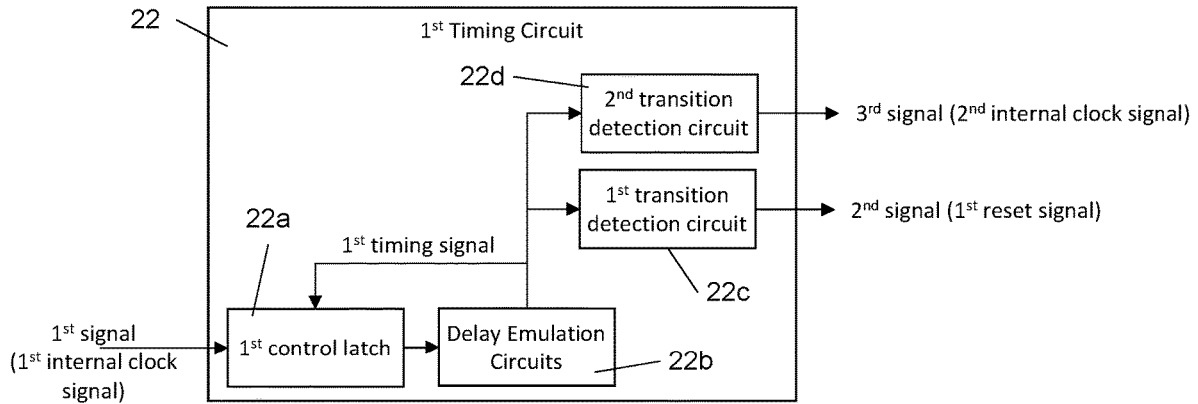 22
1st Timing Circuit
22d
2nd transition
detection circuit
3rd signal (2nd internal clock signal)
1st transition
detection circuit
2nd signal (1st reset signal)
22a
1st timing signal
22c
1st signal
(1st internal clock
signal)
1st control latch
Delay Emulation
Circuits
22b